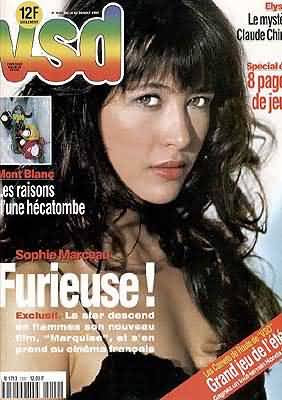 12F
vsd
Elys
Le mystè
Claude Chir
Spécial é
8 page
de jeu
Mont Blanc
Les raisons
d'une hécatombe
Sophie Marceau
Furieuse !
Exclusif. La star descend
en flammes son nouveau
film, "Marquise", et s'en
prend au cinéma français
Grand jeu de l'été